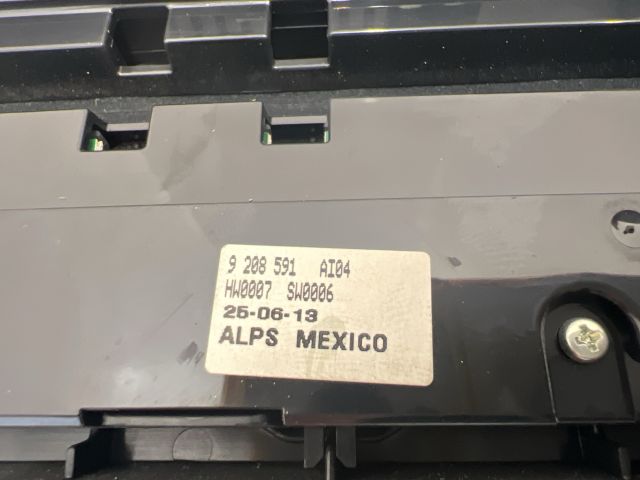 9 208 591 AI04
HW0007 SW0006
25-06-13
ALPS MEXICO